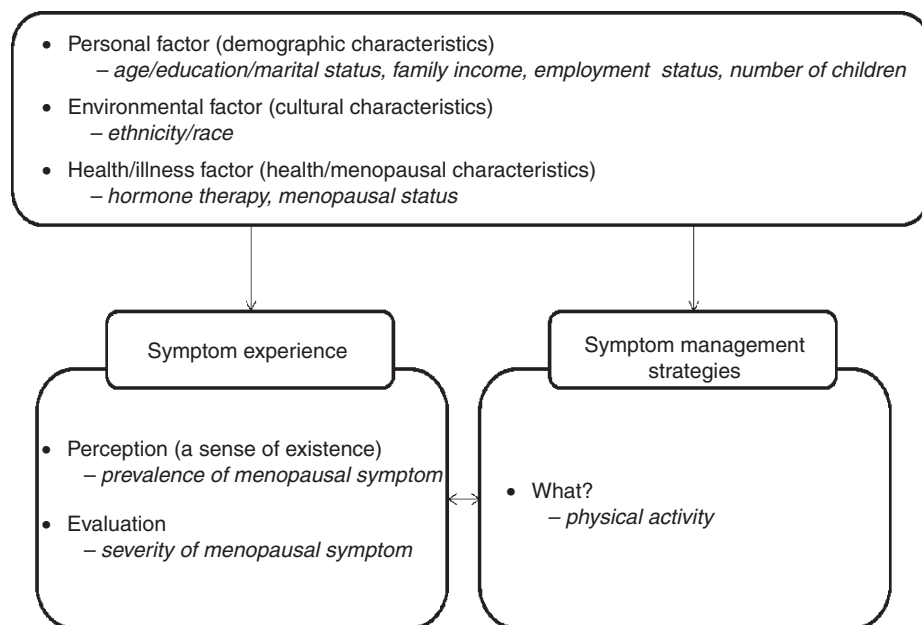 • Personal factor (demographic characteristics)
– age/education/marital status, family income, employment status, number of children
• Environmental factor (cultural characteristics)
– ethnicity/race
• Health/illness factor (health/menopausal characteristics)
– hormone therapy, menopausal status
Symptom experience
• Perception (a sense of existence)
– prevalence of menopausal symptom
• Evaluation
– severity of menopausal symptom
Symptom management
strategies
• What?
– physical activity